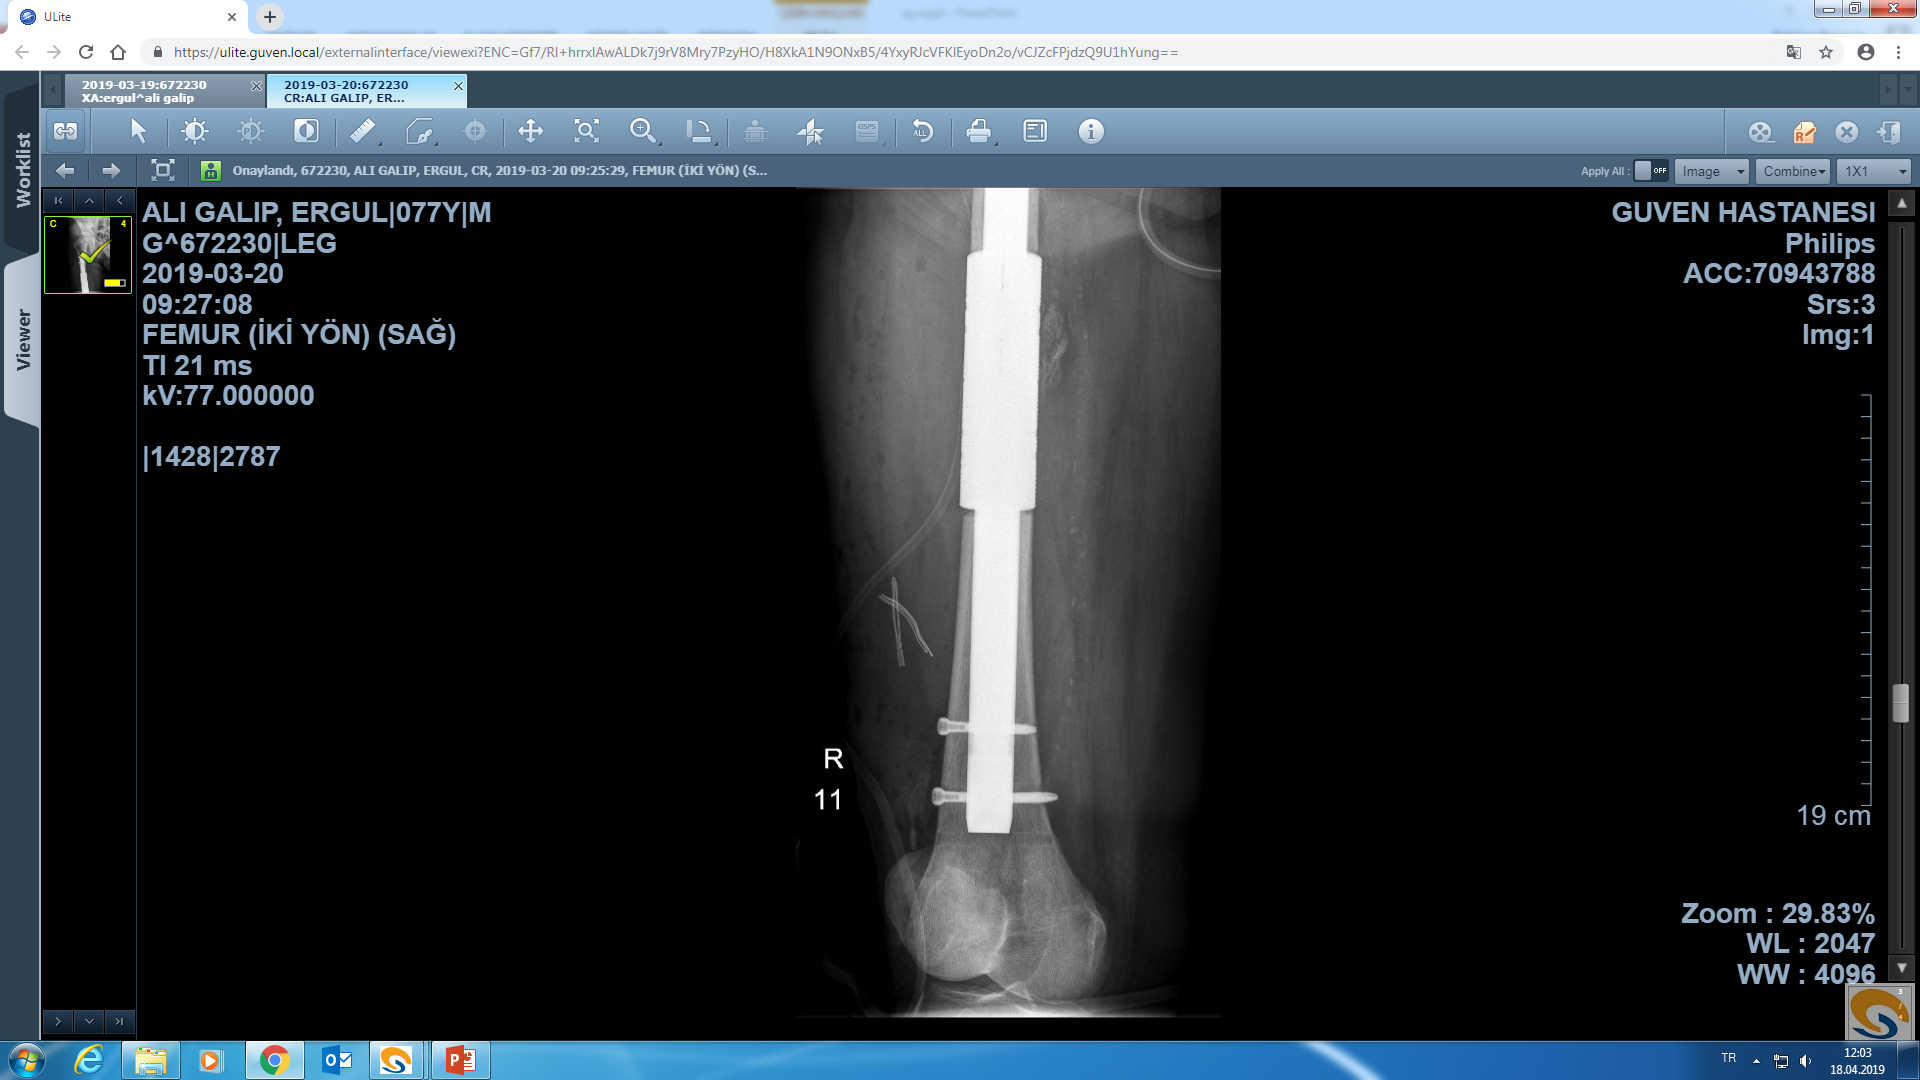 ULite
https://ulite.guven.local/externalinterface/viewexi?ENC=Gf7/RI+hrrxlAwALDk7j9rV8Mry7PzyHO/H8XkA1N9ONxB5/4YxyRJcVFKIEyoDn2o/vCJZcFPjdzQ9U1hYung==
2019-03-19:672230
XA:ergul^ali galip
2019-03-20:672230
CR:ALI GALIP, ER...
GSPS
ALL
Onaylandı, 672230, ALI GALIP, ERGUL, CR, 2019-03-20 09:25:29, FEMUR (İKİ YÖN) (S...
Apply All :
OFF
Image
Combine
1X1
Worklist
Viewer
C
4
ALI GALIP, ERGUL|077Y|M
G^672230|LEG
2019-03-20
09:27:08
FEMUR (İKİ YÖN) (SAĞ)
TI 21 ms
kV:77.000000
|1428|2787
GUVEN HASTANESI
Philips
ACC:70943788
Srs:3
Img:1
R
11
19 cm
Zoom : 29.83%
WL : 2047
WW : 4096
TR
12:03
18.04.2019